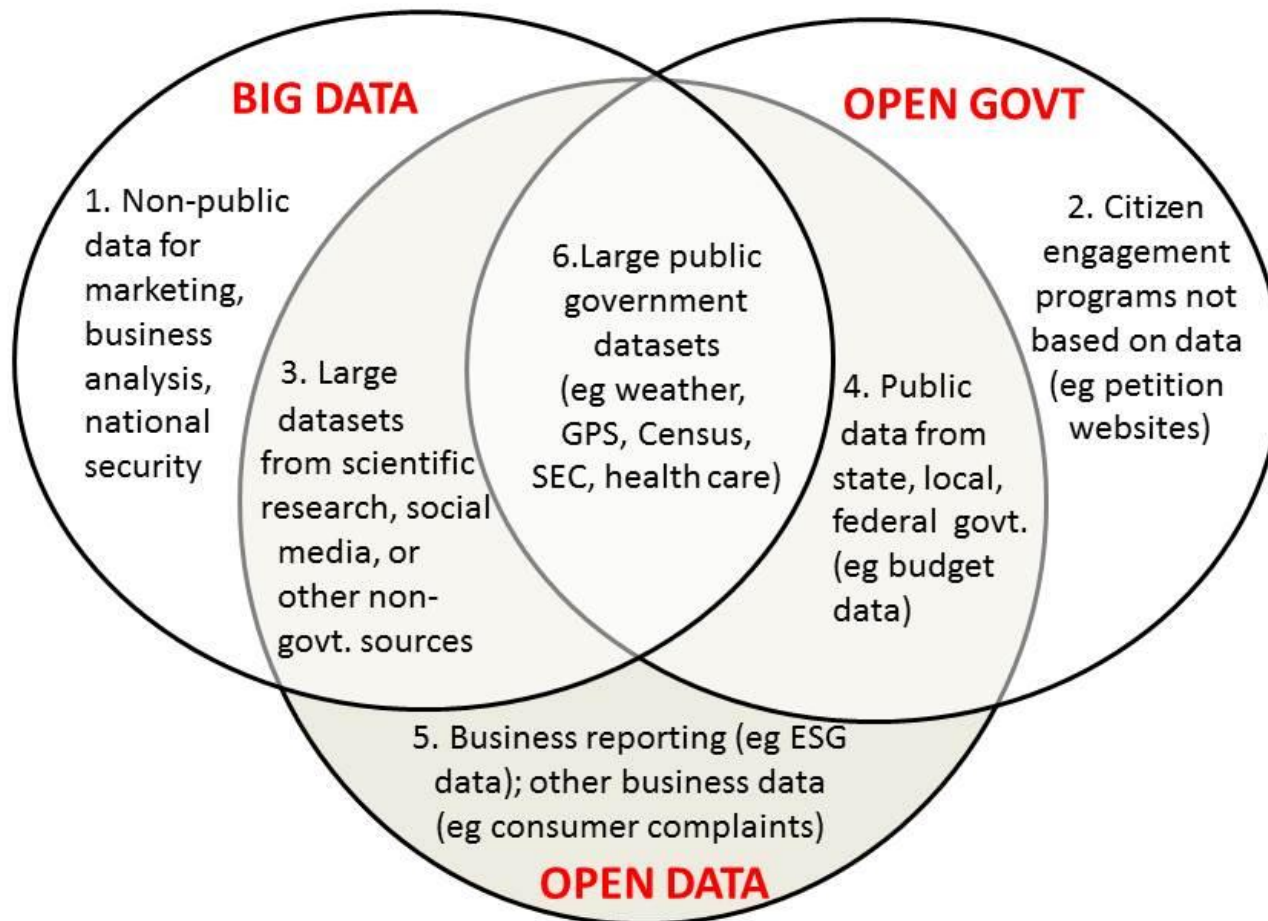 BIG DATA
OPEN GOVT
1. Non-public
data for
marketing,
business
analysis,
national
security
2. Citizen
engagement
programs not
based on data
(eg petition
websites)
3. Large
datasets
from scientific
research, social
media, or
other non-
govt. sources
6.Large public
government
datasets
(eg weather,
GPS, Census,
SEC, health care)
4. Public
data from
state, local,
federal govt.
(eg budget
data)
5. Business reporting (eg ESG
data); other business data
(eg consumer complaints)
OPEN DATA